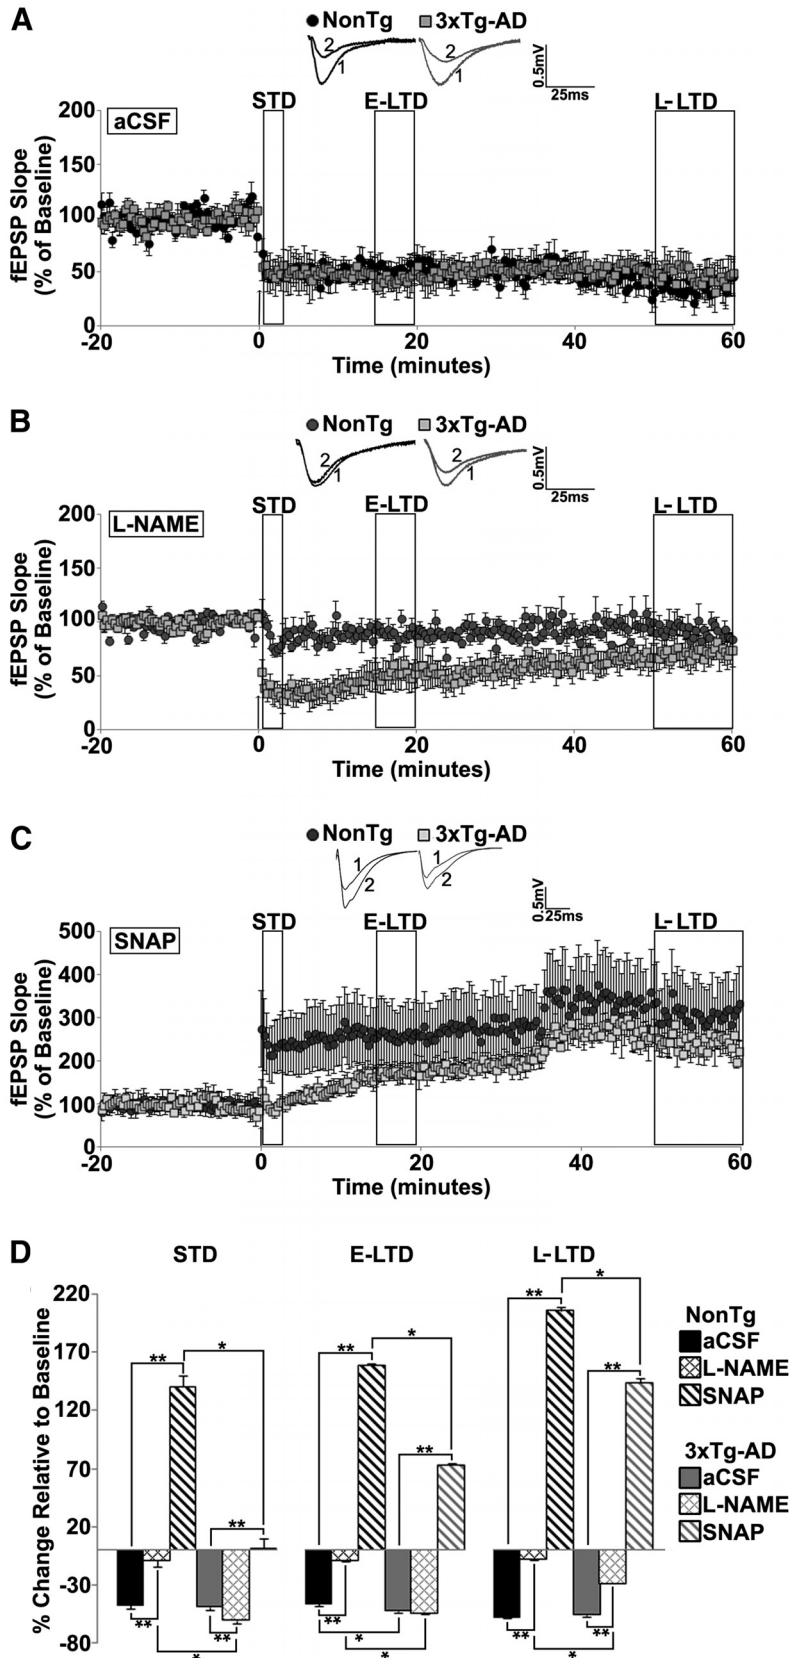 A
NonTg 3xTg-AD
2
1
2
1
0.5mV
25ms
STD E-LTD L-LTD
aCSF
fEPSP Slope
(% of Baseline)
200
150
100
50
0
-20 0 20 40 60
Time (minutes)
B
NonTg 3xTg-AD
2
1
2
1
0.5mV
25ms
STD E-LTD L-LTD
L-NAME
fEPSP Slope
(% of Baseline)
200
150
100
50
0
-20 0 20 40 60
Time (minutes)
C
NonTg 3xTg-AD
1
2
1
2
0.5mV
25ms
STD E-LTD L-LTD
SNAP
fEPSP Slope
(% of Baseline)
500
400
300
200
100
0
-20 0 20 40 60
Time (minutes)
D
STD E-LTD L-LTD
% Change Relative to Baseline
220
170
120
70
20
-30
-80
** * ** ** *
** * ** ** *
** * ** ** ** *
** *
NonTg
aCSF
L-NAME
SNAP
3xTg-AD
aCSF
L-NAME
SNAP